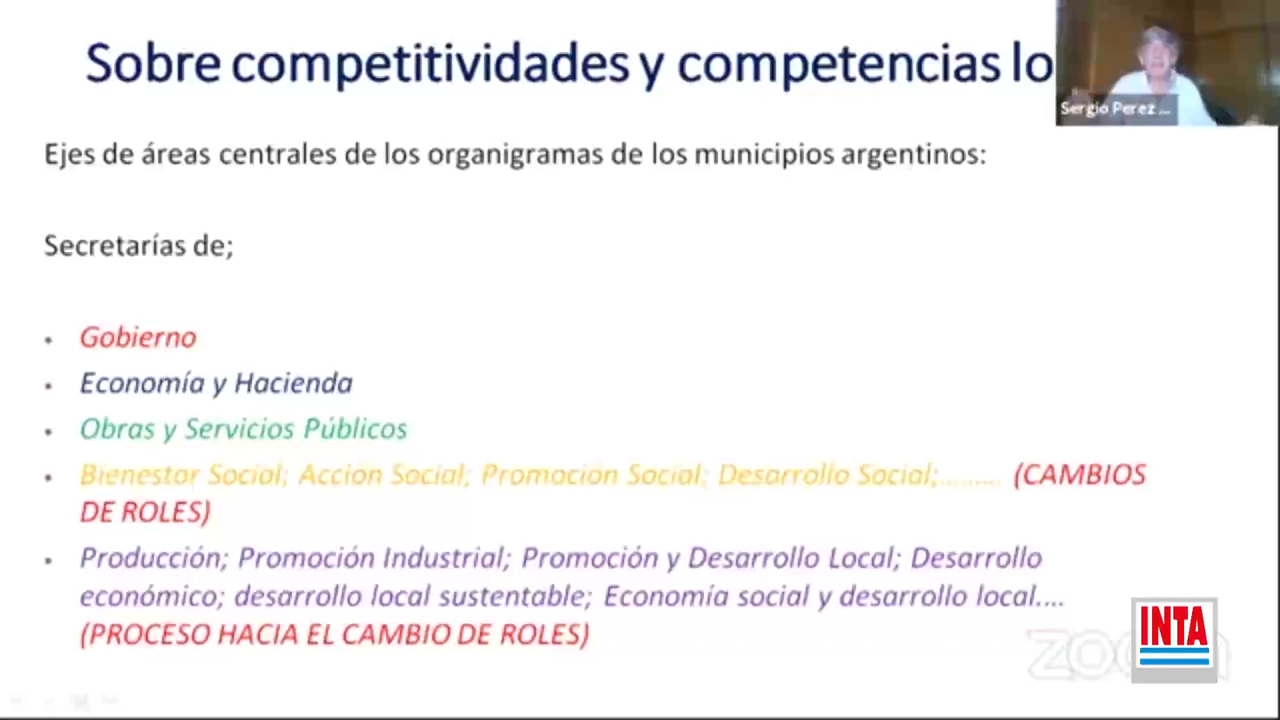 Sobre competitividades y competencias lo
Sergio Perez ...
Ejes de áreas centrales de los organigramas de los municipios argentinos:
Secretarías de;
• Gobierno
• Economía y Hacienda
• Obras y Servicios Públicos
• Bienestar Social; Accion Social; Promoción Social; Desarrollo Social;......... (CAMBIOS
DE ROLES)
• Producción; Promoción Industrial; Promoción y Desarrollo Local; Desarrollo
económico; desarrollo local sustentable; Economía social y desarrollo local....
(PROCESO HACIA EL CAMBIO DE ROLES)
zoom
INTA